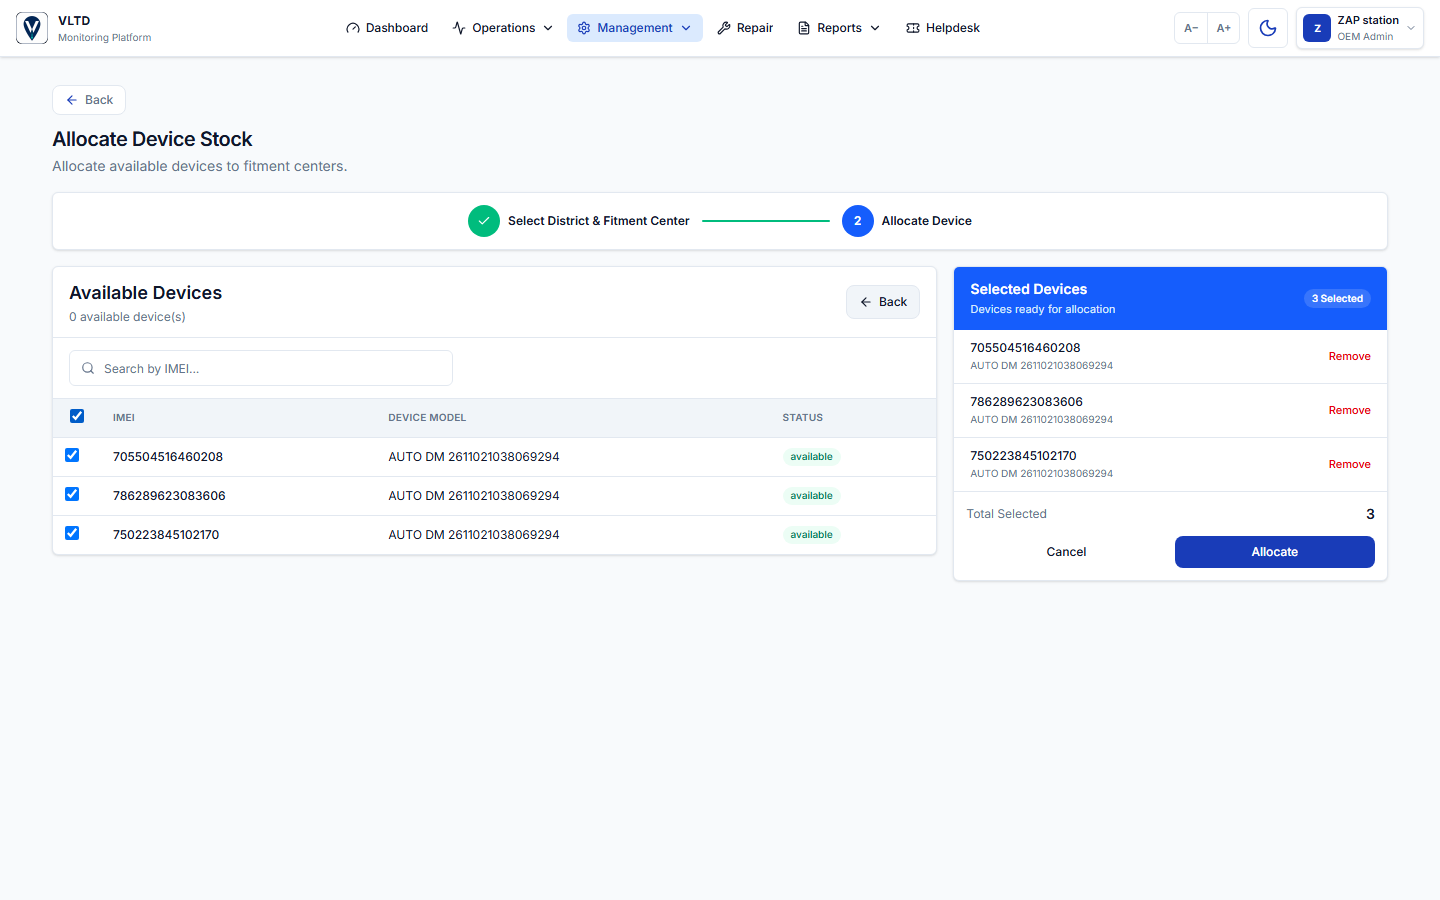 VLTD
Monitoring Platform
Dashboard
Operations
Management
Repair
Reports
Helpdesk
A−
A+
Z
ZAP station
OEM Admin
Back
Allocate Device Stock
Allocate available devices to fitment centers.
Select District & Fitment Center
2
Allocate Device
Available Devices
0 available device(s)
Back
Search by IMEI...
IMEI DEVICE MODEL STATUS
705504516460208 AUTO DM 2611021038069294 available
786289623083606 AUTO DM 2611021038069294 available
750223845102170 AUTO DM 2611021038069294 available
Selected Devices
Devices ready for allocation
3 Selected
705504516460208
AUTO DM 2611021038069294
Remove
786289623083606
AUTO DM 2611021038069294
Remove
750223845102170
AUTO DM 2611021038069294
Remove
Total Selected 3
Cancel
Allocate